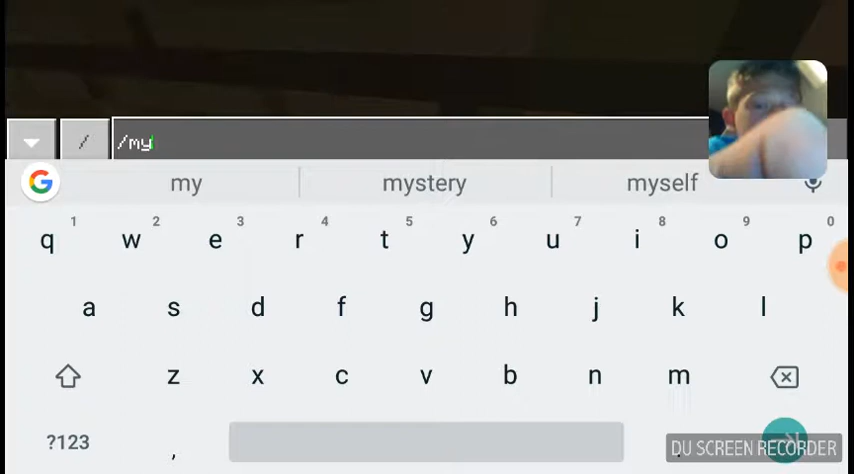 / /my
my mystery myself
1 2 3 4 5 6 7 8 9 0
q w e r t y u i o p
a s d f g h j k l
z x c v b n m
?123 , .
DU SCREEN RECORDER